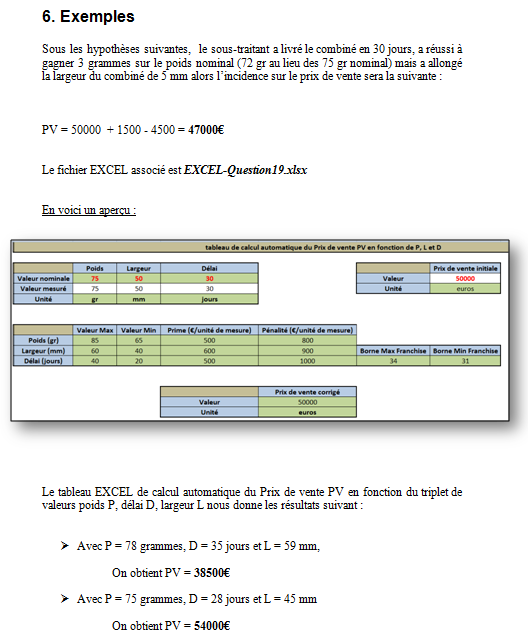 6. Exemples
Sous les hypothèses suivantes, le sous-traitant a livré le combiné en 30 jours, a réussi à
gagner 3 grammes sur le poids nominal (72 gr au lieu des 75 gr nominal) mais a allongé
la largeur du combiné de 5 mm alors l'incidence sur le prix de vente sera la suivante :
PV = 50000 + 1500 - 4500 = 47000€
Le fichier EXCEL associé est EXCEL-Question19.xlsx
En voici un aperçu :
tableau de calcul automatique du Prix de vente PV en fonction de P, L et D
Poids Largeur Délai Prix de vente initiale
Valeur nominale 75 50 30 Valeur 50000
Valeur mesuré 75 50 30 Unité euros
Unité gr mm jours
Valeur Max Valeur Min Prime (€/unité de mesure) Pénalité (€/unité de mesure)
Poids (gr) 85 65 500 800
Largeur (mm) 60 40 600 900 Borne Max Franchise Borne Min Franchise
Délai (jours) 40 20 500 1000 34 31
Prix de vente corrigé
Valeur 50000
Unité euros
Le tableau EXCEL de calcul automatique du Prix de vente PV en fonction du triplet de
valeurs poids P, délai D, largeur L nous donne les résultats suivant :
➢ Avec P = 78 grammes, D = 35 jours et L = 59 mm,
On obtient PV = 38500€
➢ Avec P = 75 grammes, D = 28 jours et L = 45 mm
On obtient PV = 54000€